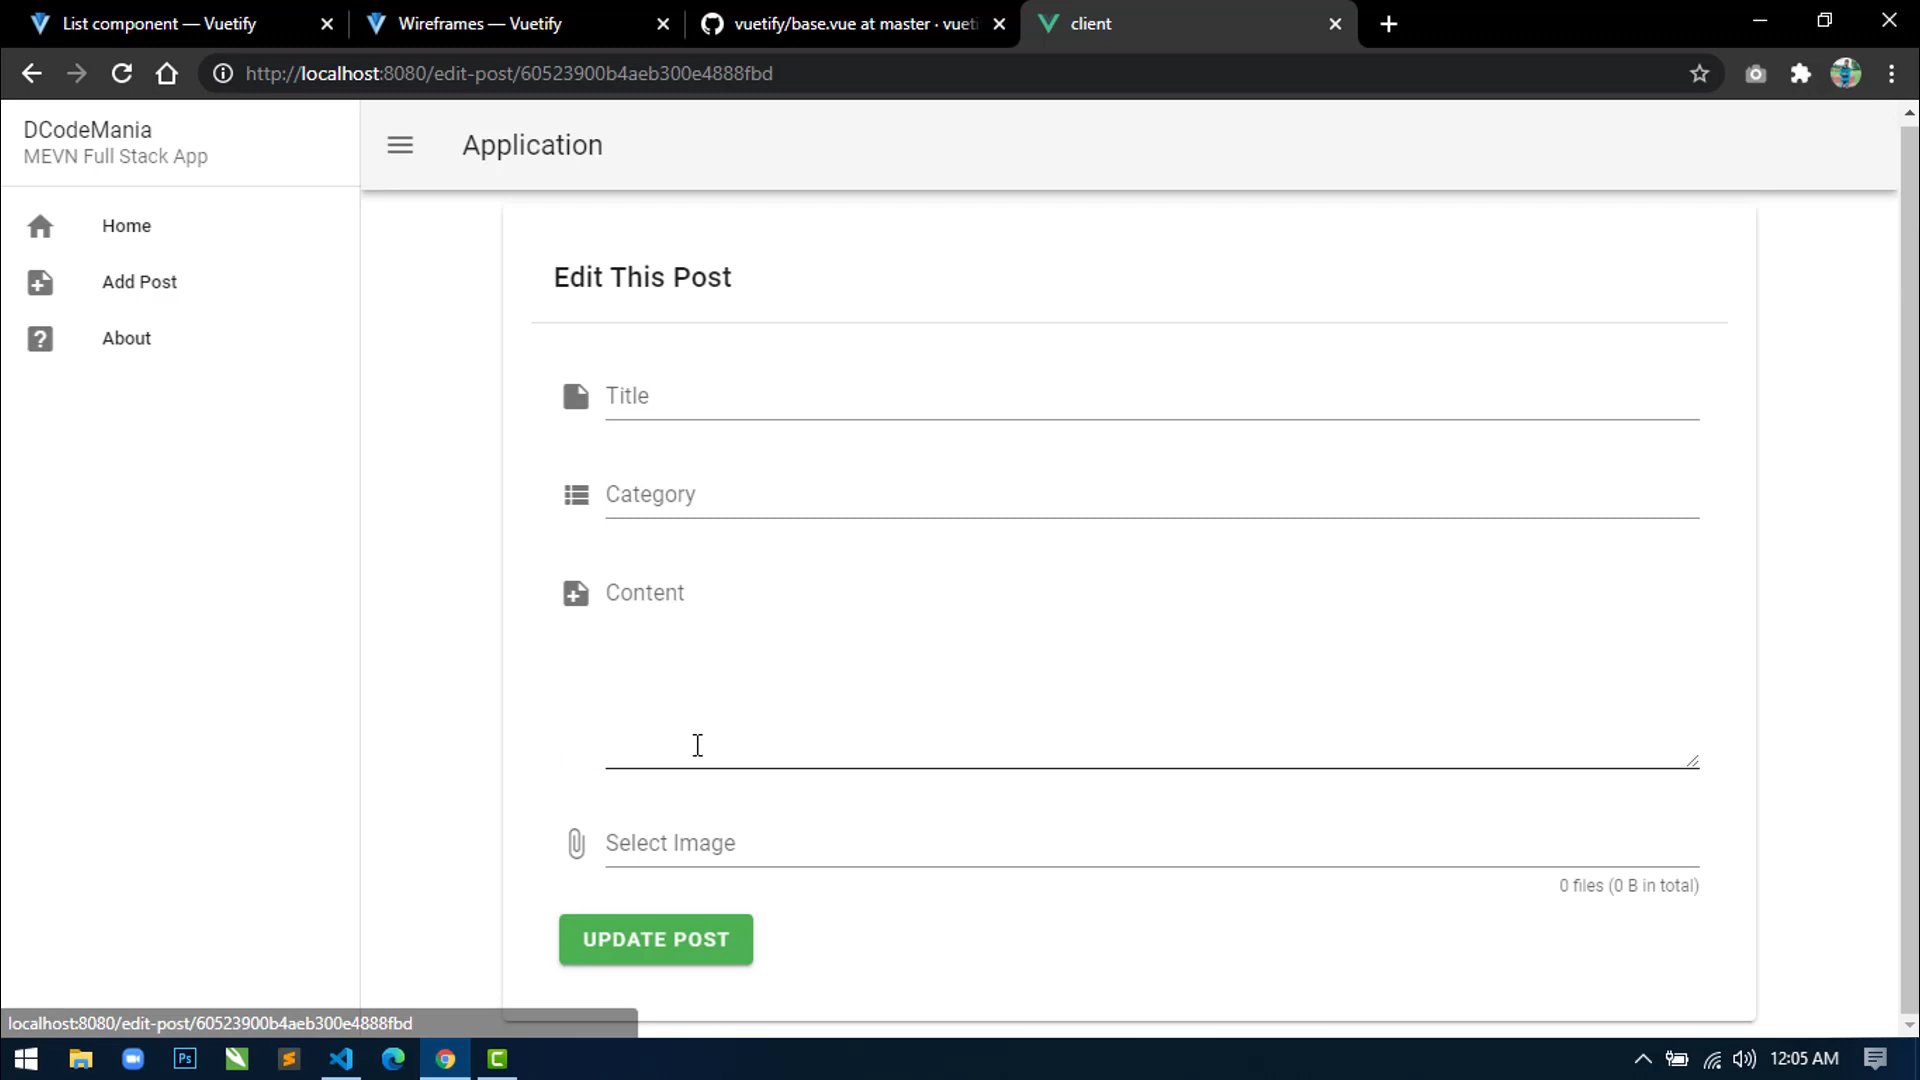 List component — Vuetify
Wireframes — Vuetify
vuetify/base.vue at master · vueti
client
http://localhost:8080/edit-post/60523900b4aeb300e4888fbd
DCodeMania
MEVN Full Stack App
Application
Home
Add Post
About
Edit This Post
Title
Category
Content
Select Image
0 files (0 B in total)
UPDATE POST
localhost:8080/edit-post/60523900b4aeb300e4888fbd
Ps
C
12:05 AM